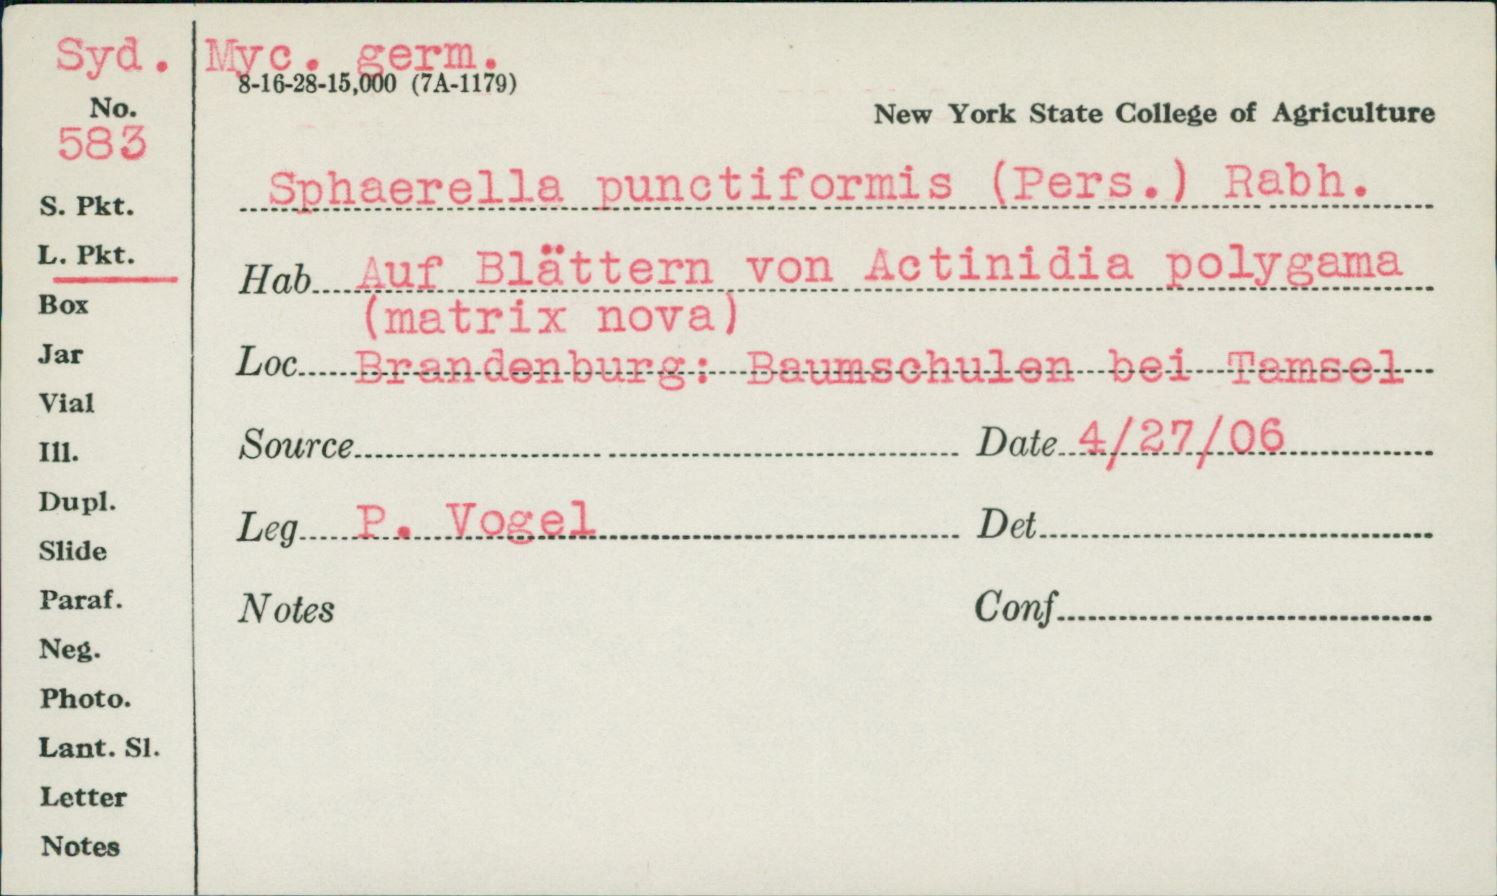 Syd. Myc. germ.
8-16-28-15,000 (7A-1179)
No.
583
New York State College of Agriculture
Sphaerella punctiformis (Pers.) Rabh.
S. Pkt.
L. Pkt.
Hab Auf Blättern von Actinidia polygama
(matrix nova)
Box
Jar
Loc Brandenburg: Baumschulen bei Tamsel
Vial
Ill.
Source Date 4/27/06
Dupl.
Slide
Leg P. Vogel Det
Paraf.
Notes Conf
Neg.
Photo.
Lant. Sl.
Letter
Notes